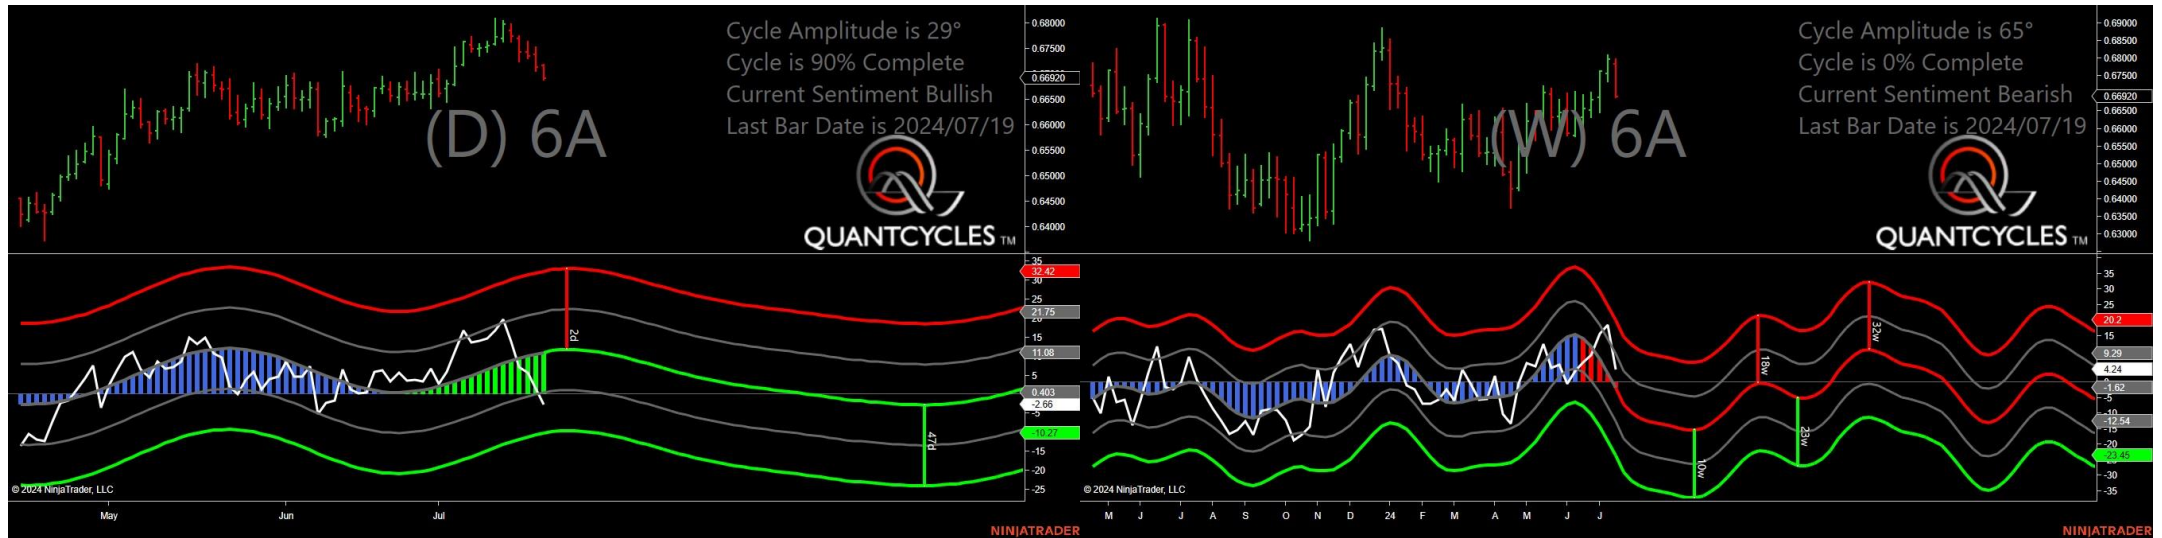 Cycle Amplitude is 29°
Cycle is 90% Complete
Current Sentiment Bullish
Last Bar Date is 2024/07/19
(D) 6A
QUANTCYCLES TM
0.68000
0.67500
0.66920
0.66500
0.66000
0.65500
0.65000
0.64500
0.64000
35
32.42
30
25
21.75
15
11.08
5
0.403
-2.66
-5
-10.27
-15
-20
-25
2d
47d
© 2024 NinjaTrader, LLC
May
Jun
Jul
NINJATRADER
Cycle Amplitude is 65°
Cycle is 0% Complete
Current Sentiment Bearish
Last Bar Date is 2024/07/19
(W) 6A
QUANTCYCLES TM
0.69000
0.68500
0.68000
0.67500
0.66920
0.66500
0.66000
0.65500
0.65000
0.64500
0.64000
0.63500
0.63000
35
30
25
20.2
15
9.29
4.24
-1.62
-5
-10
-12.54
-15
-20
-23.45
-30
-35
10w
18w
23w
32w
© 2024 NinjaTrader, LLC
M J J A S O N D 24 F M A M J J
NINJATRADER